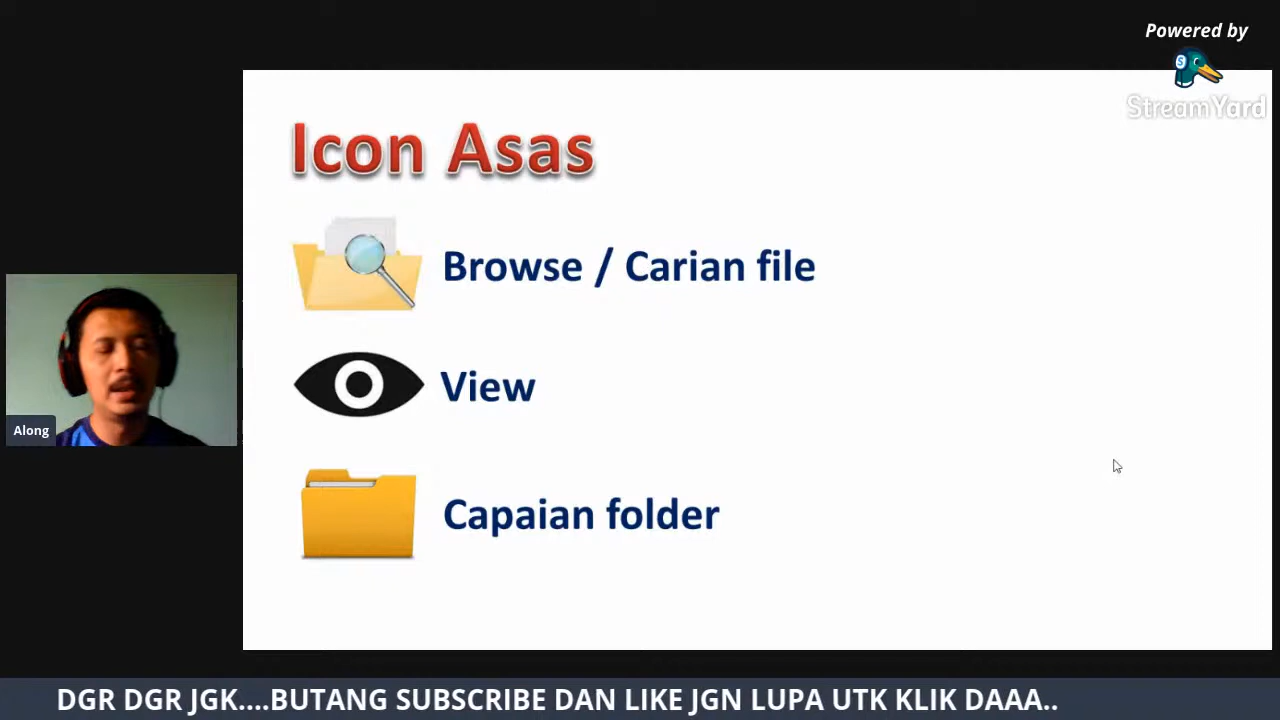 Powered by
StreamYard
Icon Asas
Browse / Carian file
View
Capaian folder
Along
DGR DGR JGK....BUTANG SUBSCRIBE DAN LIKE JGN LUPA UTK KLIK DAAA..